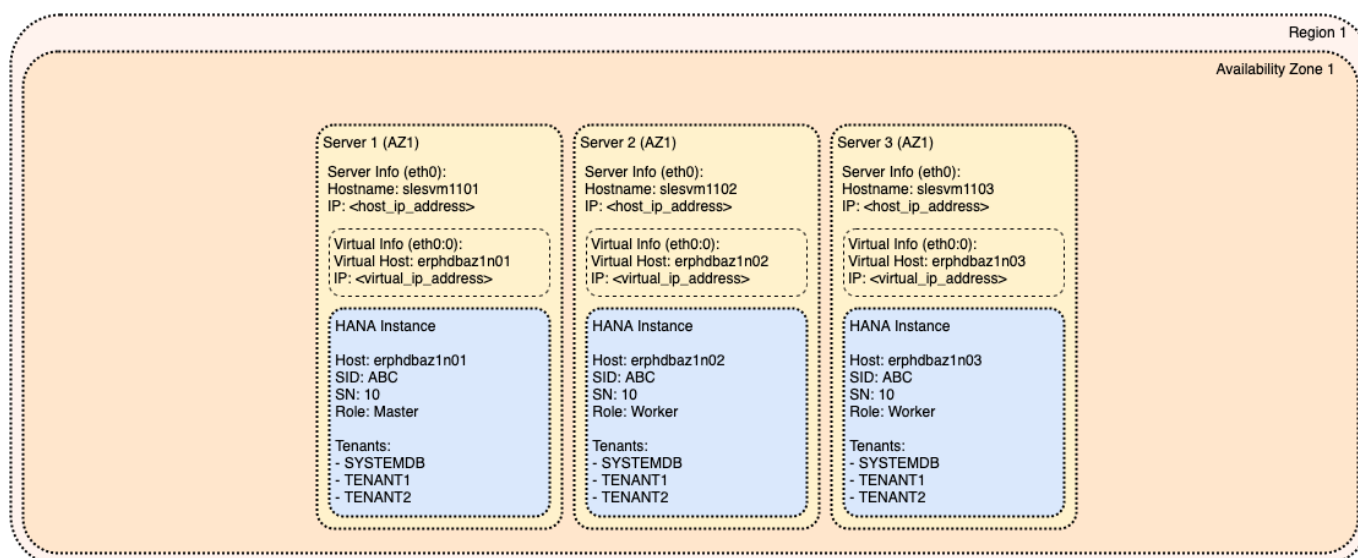 Region 1
Availability Zone 1
Server 1 (AZ1)
Server Info (eth0):
Hostname: slesvm1101
IP: <host_ip_address>
Virtual Info (eth0:0):
Virtual Host: erphdbaz1n01
IP: <virtual_ip_address>
HANA Instance
Host: erphdbaz1n01
SID: ABC
SN: 10
Role: Master
Tenants:
- SYSTEMDB
- TENANT1
- TENANT2
Server 2 (AZ1)
Server Info (eth0):
Hostname: slesvm1102
IP: <host_ip_address>
Virtual Info (eth0:0):
Virtual Host: erphdbaz1n02
IP: <virtual_ip_address>
HANA Instance
Host: erphdbaz1n02
SID: ABC
SN: 10
Role: Worker
Tenants:
- SYSTEMDB
- TENANT1
- TENANT2
Server 3 (AZ1)
Server Info (eth0):
Hostname: slesvm1103
IP: <host_ip_address>
Virtual Info (eth0:0):
Virtual Host: erphdbaz1n03
IP: <virtual_ip_address>
HANA Instance
Host: erphdbaz1n03
SID: ABC
SN: 10
Role: Worker
Tenants:
- SYSTEMDB
- TENANT1
- TENANT2